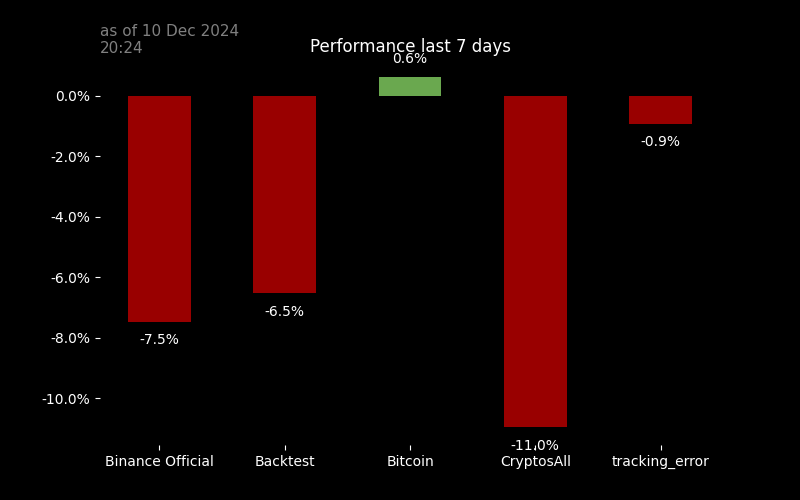 as of 10 Dec 2024
20:24
Performance last 7 days
0.6%
0.0%
-2.0%
-0.9%
-4.0%
-6.0%
-6.5%
-7.5%
-8.0%
-10.0%
-11.0%
Binance Official
Backtest
Bitcoin
CryptosAll
tracking_error